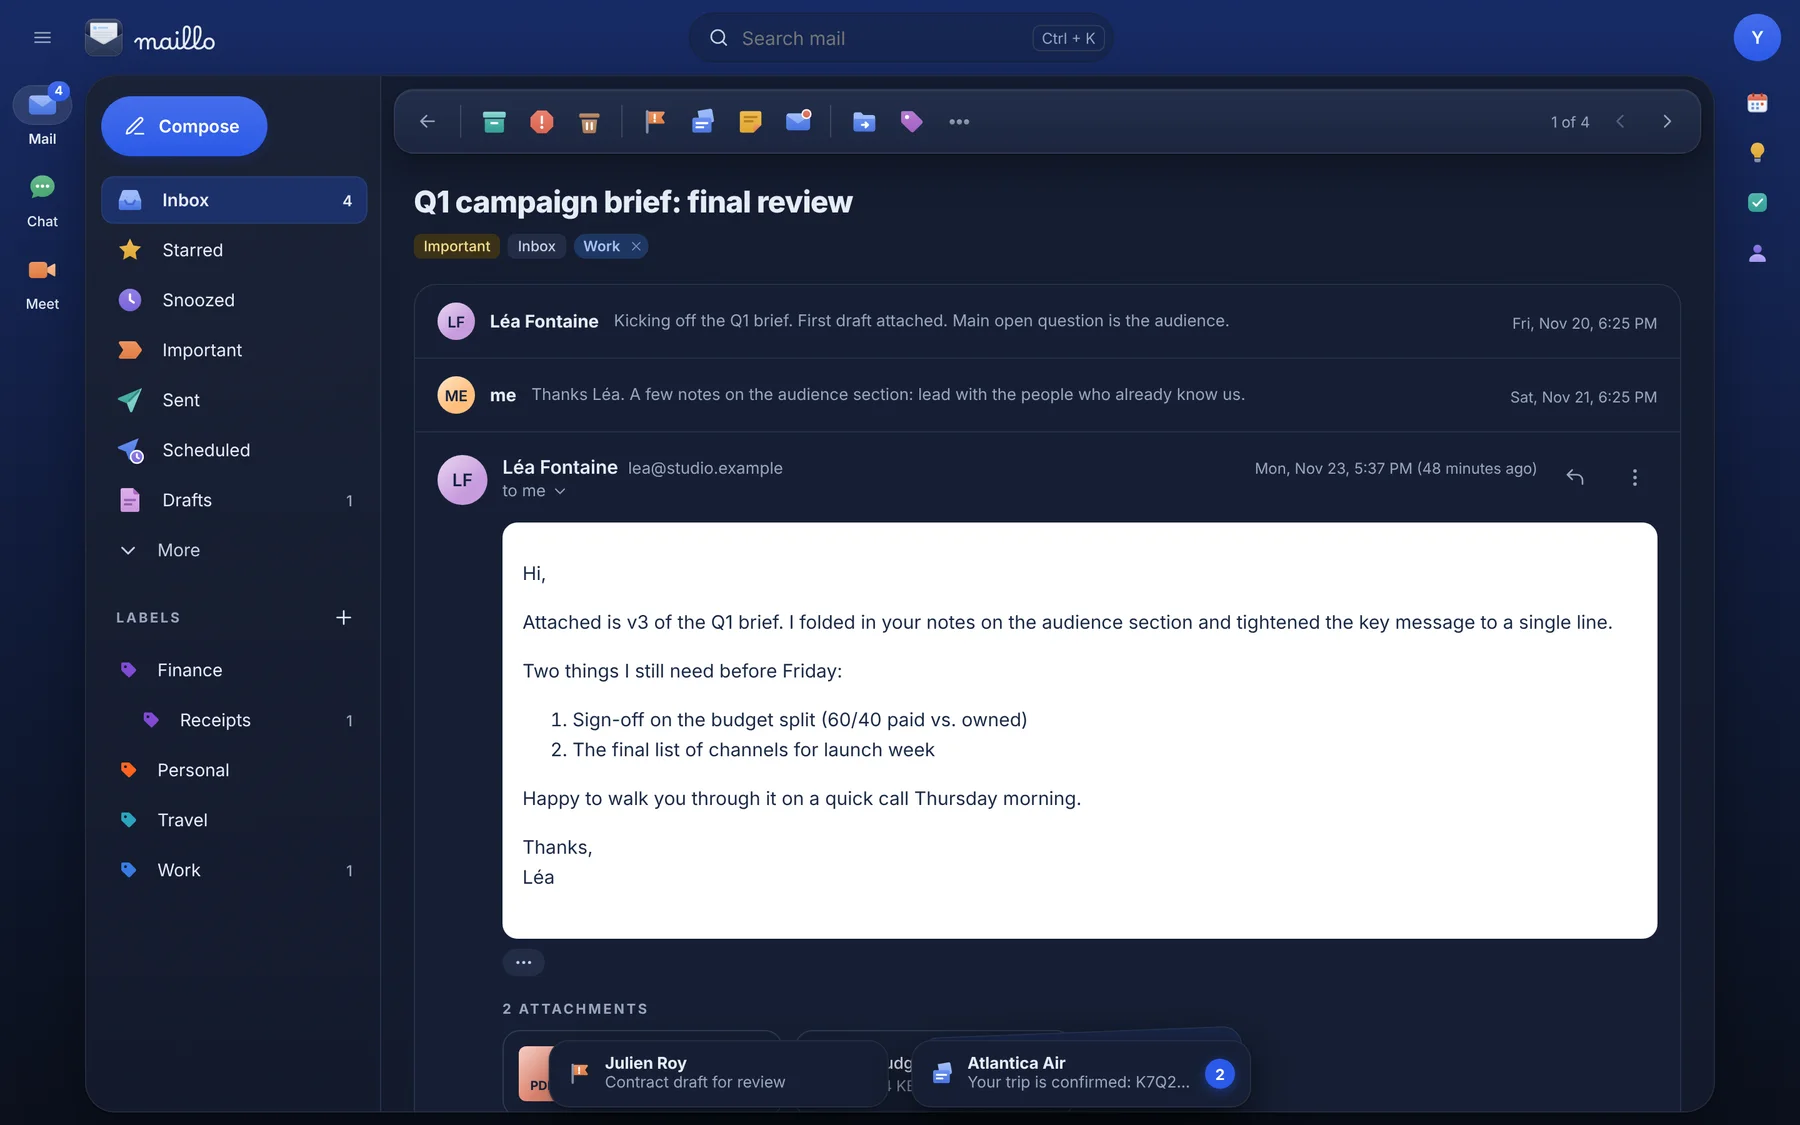 maillo
Search mail
Ctrl + K
Y
4
Mail
Chat
Meet
Compose
Inbox 4
Starred
Snoozed
Important
Sent
Scheduled
Drafts 1
More
LABELS
Finance
Receipts 1
Personal
Travel
Work 1
1 of 4
Q1 campaign brief: final review
Important Inbox Work
LF Léa Fontaine Kicking off the Q1 brief. First draft attached. Main open question is the audience. Fri, Nov 20, 6:25 PM
ME me Thanks Léa. A few notes on the audience section: lead with the people who already know us. Sat, Nov 21, 6:25 PM
LF Léa Fontaine lea@studio.example Mon, Nov 23, 5:37 PM (48 minutes ago)
to me
Hi,
Attached is v3 of the Q1 brief. I folded in your notes on the audience section and tightened the key message to a single line.
Two things I still need before Friday:
1. Sign-off on the budget split (60/40 paid vs. owned)
2. The final list of channels for launch week
Happy to walk you through it on a quick call Thursday morning.
Thanks,
Léa
2 ATTACHMENTS
Julien Roy
Contract draft for review
Atlantica Air
Your trip is confirmed: K7Q2...
2